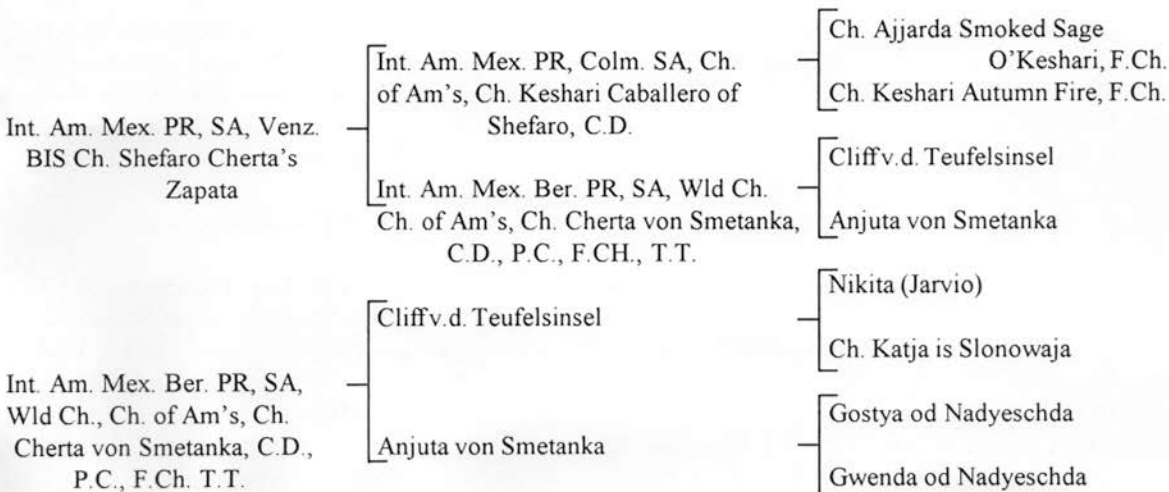 Int. Am. Mex. PR, SA, Venz.
BIS Ch. Shefaro Cherta's
Zapata
Int. Am. Mex. PR, Colm. SA, Ch.
of Am's, Ch. Keshari Caballero of
Shefaro, C.D.
Ch. Ajjarda Smoked Sage
O'Keshari, F.Ch.
Ch. Keshari Autumn Fire, F.Ch.
Int. Am. Mex. Ber. PR, SA, Wld Ch.
Ch. of Am's, Ch. Cherta von Smetanka,
C.D., P.C., F.CH., T.T.
Cliff v.d. Teufelsinsel
Anjuta von Smetanka
Int. Am. Mex. Ber. PR, SA,
Wld Ch., Ch. of Am's, Ch.
Cherta von Smetanka, C.D.,
P.C., F.Ch. T.T.
Cliff v.d. Teufelsinsel
Nikita (Jarvio)
Ch. Katja is Slonowaja
Anjuta von Smetanka
Gostya od Nadyeschda
Gwenda od Nadyeschda